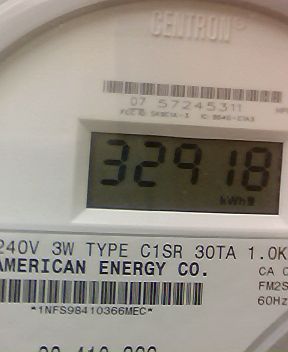 CENTRON®
07 57245311
32918
kWh
240V 3W TYPE C1SR 30TA 1.0K
AMERICAN ENERGY CO.
CA
FM2S
60Hz
*1NFS98410366MEC*